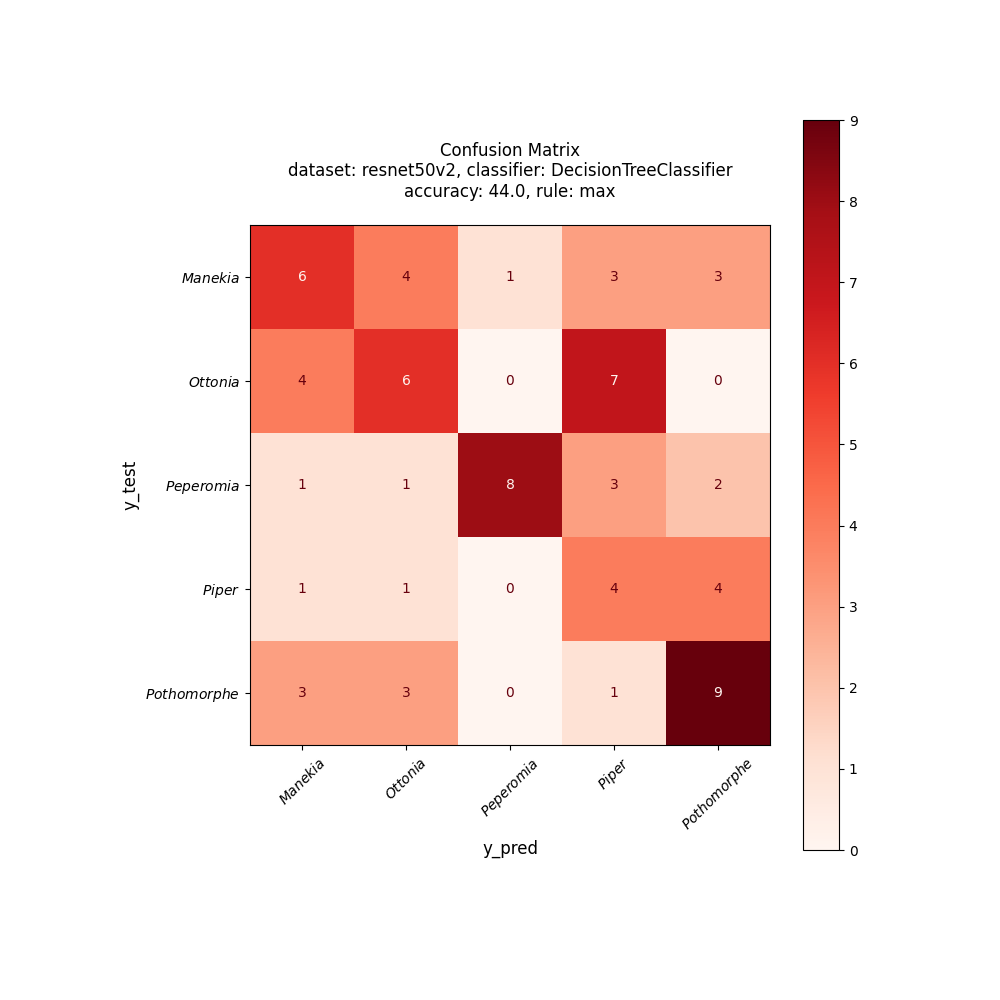 Confusion Matrix
dataset: resnet50v2, classifier: DecisionTreeClassifier
accuracy: 44.0, rule: max
y_test
Manekia 6 4 1 3 3
Ottonia 4 6 0 7 0
Peperomia 1 1 8 3 2
Piper 1 1 0 4 4
Pothomorphe 3 3 0 1 9
Manekia Ottonia Peperomia Piper Pothomorphe
y_pred
9
8
7
6
5
4
3
2
1
0